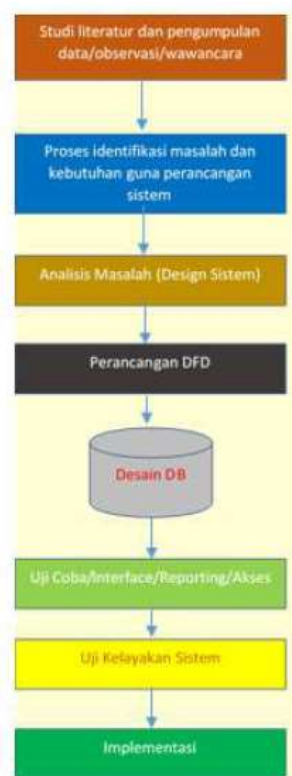 Studi literatur dan pengumpulan
data/observasi/wawancara
Proses identifikasi masalah dan
kebutuhan guna perancangan
sistem
Analisis Masalah (Design Sistem)
Perancangan DFD
Desain DB
Uji Coba/Interface/Reporting/Akses
Uji Kelayakan Sistem
Implementasi